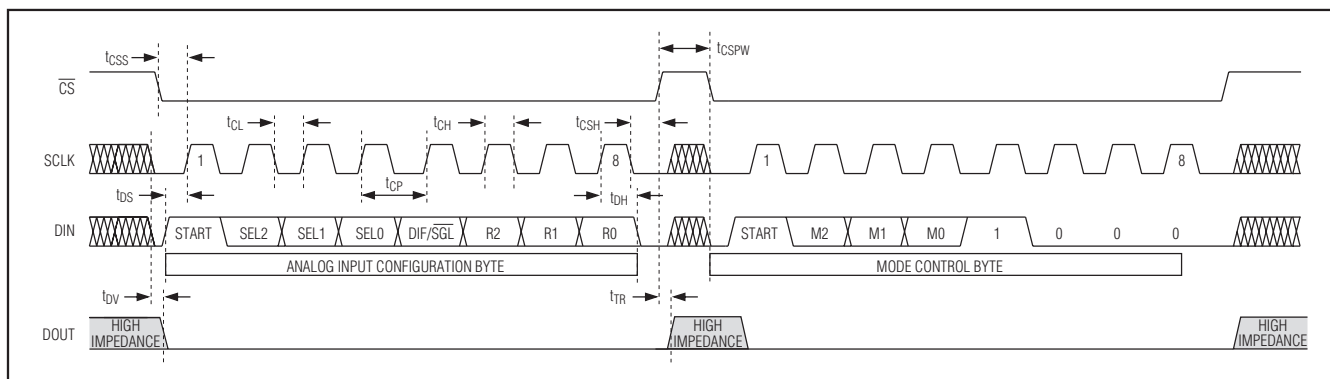 tCSS
tCSPW
CS
tCL
tCH
tCSH
SCLK
1
8
1
8
tCP
tDS
tDH
DIN
START SEL2 SEL1 SEL0 DIF/SGL R2 R1 R0
START M2 M1 M0 1 0 0 0
ANALOG INPUT CONFIGURATION BYTE
MODE CONTROL BYTE
tDV
tTR
DOUT
HIGH
IMPEDANCE
HIGH
IMPEDANCE
HIGH
IMPEDANCE